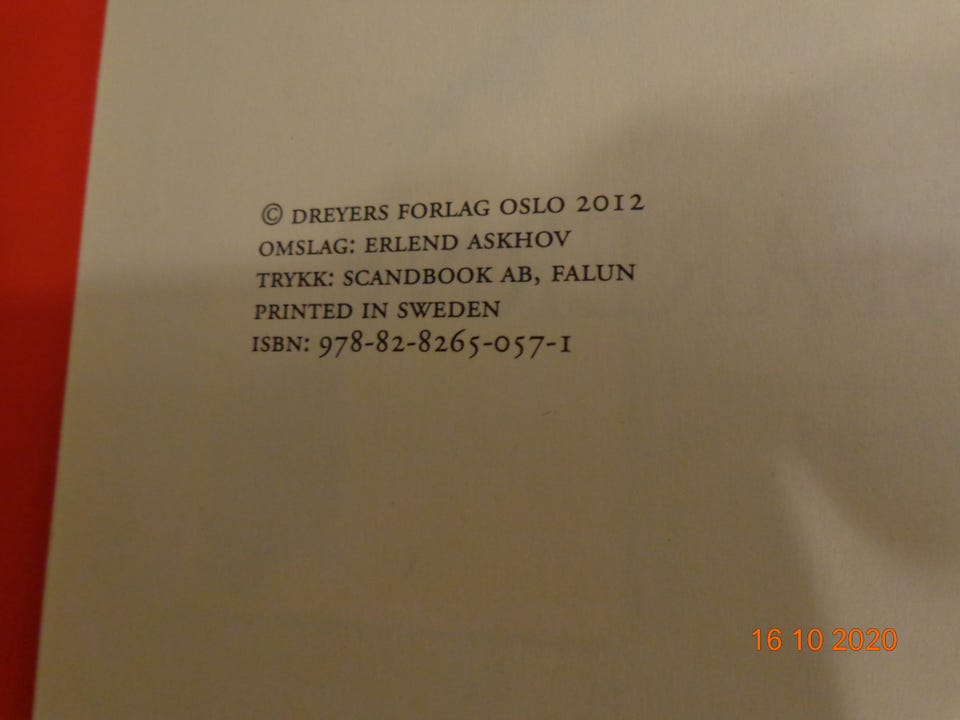 © DREYERS FORLAG OSLO 2012
OMSLAG: ERLEND ASKHOV
TRYKK: SCANDBOOK AB, FALUN
PRINTED IN SWEDEN
ISBN: 978-82-8265-057-1
16 10 2020